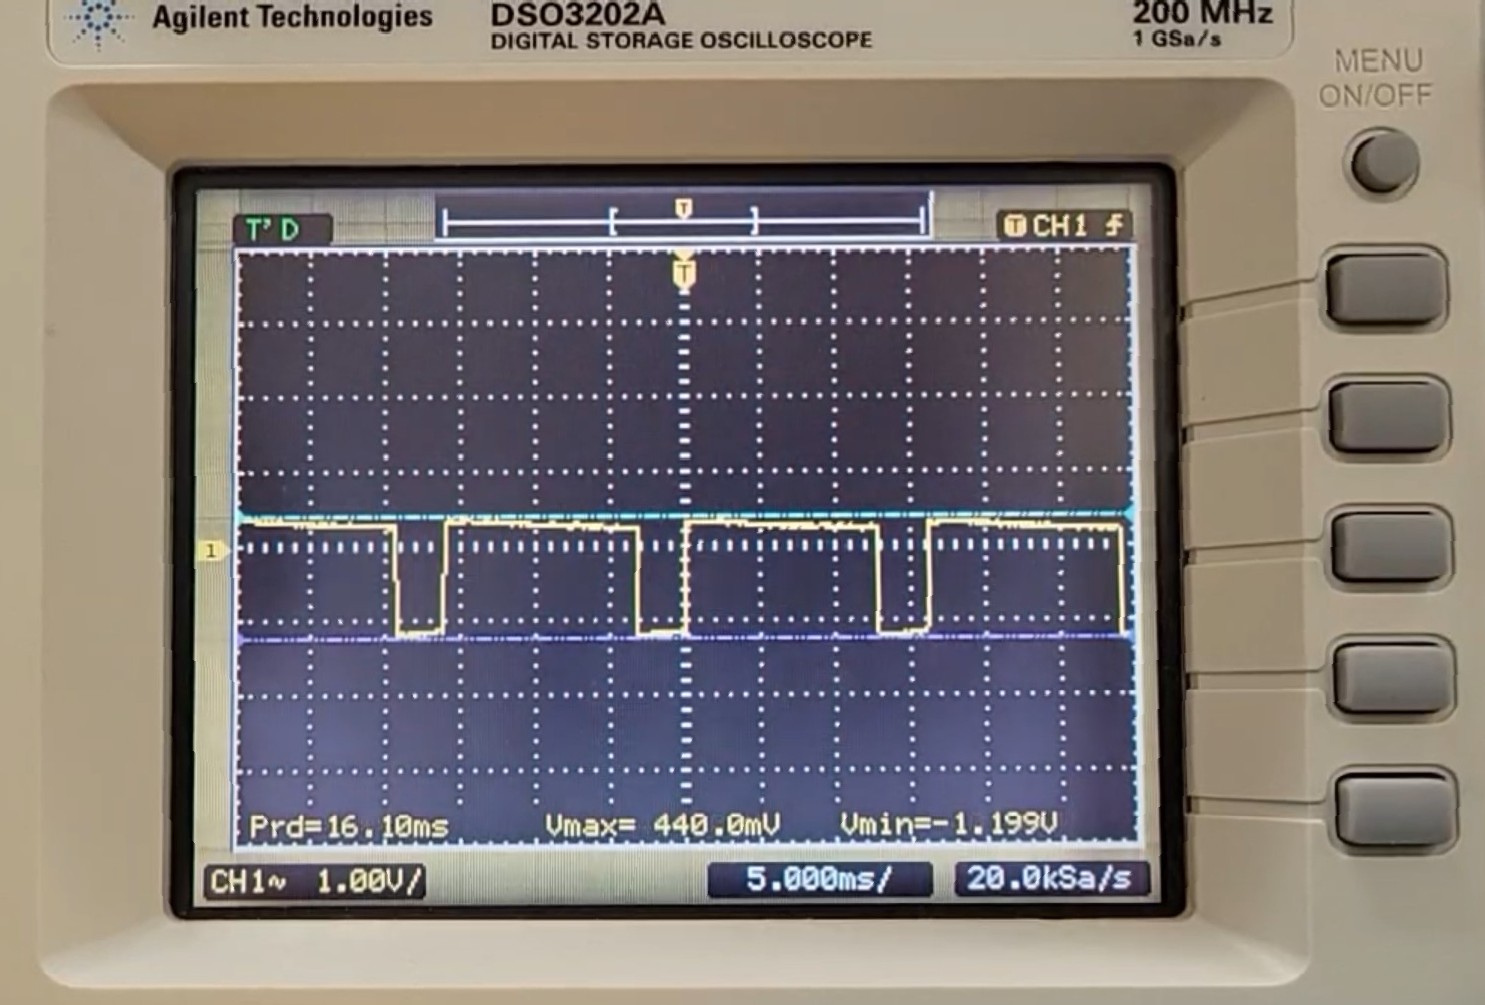 Agilent Technologies
DSO3202A
DIGITAL STORAGE OSCILLOSCOPE
200 MHz
1 GSa/s
MENU
ON/OFF
T'D
T
T CH1
T
1
Prd=16.10ms Vmax= 440.0mV Vmin=-1.199V
CH1~ 1.00V/ 5.000ms/ 20.0kSa/s